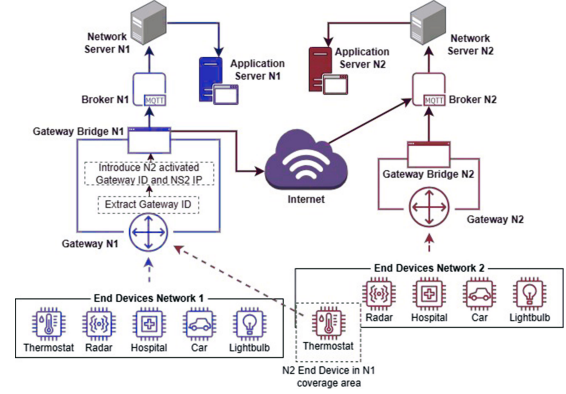 Network
Server N1
Application
Server N1
Application
Server N2
Network
Server N2
Broker N1
MQTT
MQTT
Broker N2
Gateway Bridge N1
Introduce N2 activated
Gateway ID and NS2 IP
Extract Gateway ID
Internet
Gateway Bridge N2
Gateway N1
Gateway N2
End Devices Network 1
Thermostat
Radar
Hospital
Car
Lightbulb
End Devices Network 2
Thermostat
Radar
Hospital
Car
Lightbulb
N2 End Device in N1
coverage area